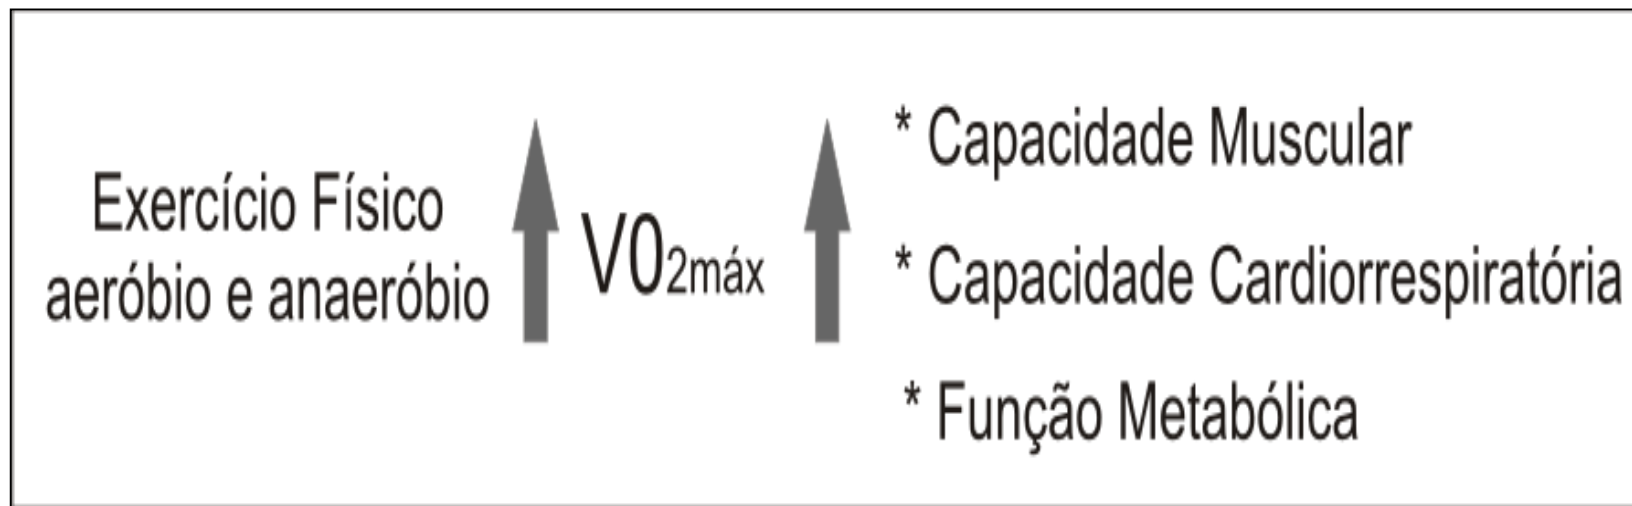 Exercício Físico
aeróbio e anaeróbio
V02máx
* Capacidade Muscular
* Capacidade Cardiorrespiratória
* Função Metabólica